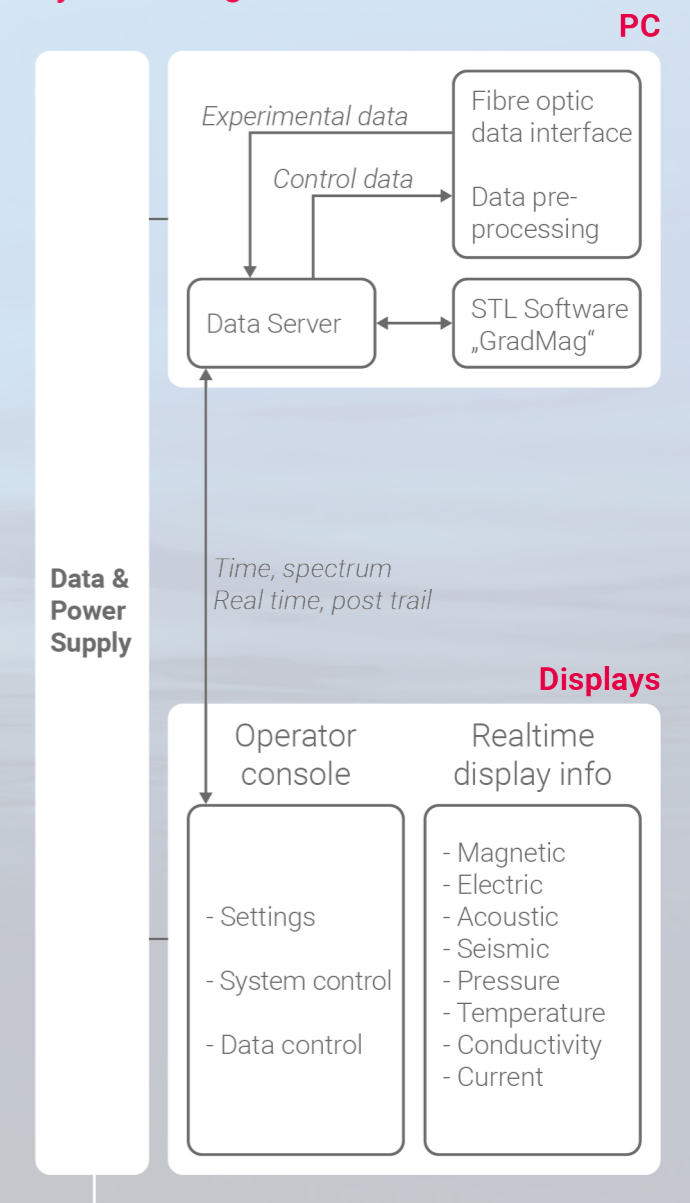 PC
Experimental data
Control data
Fibre optic
data interface
Data pre-
processing
Data Server
STL Software
„GradMag“
Data &
Power
Supply
Time, spectrum
Real time, post trail
Displays
Operator
console
- Settings
- System control
- Data control
Realtime
display info
- Magnetic
- Electric
- Acoustic
- Seismic
- Pressure
- Temperature
- Conductivity
- Current